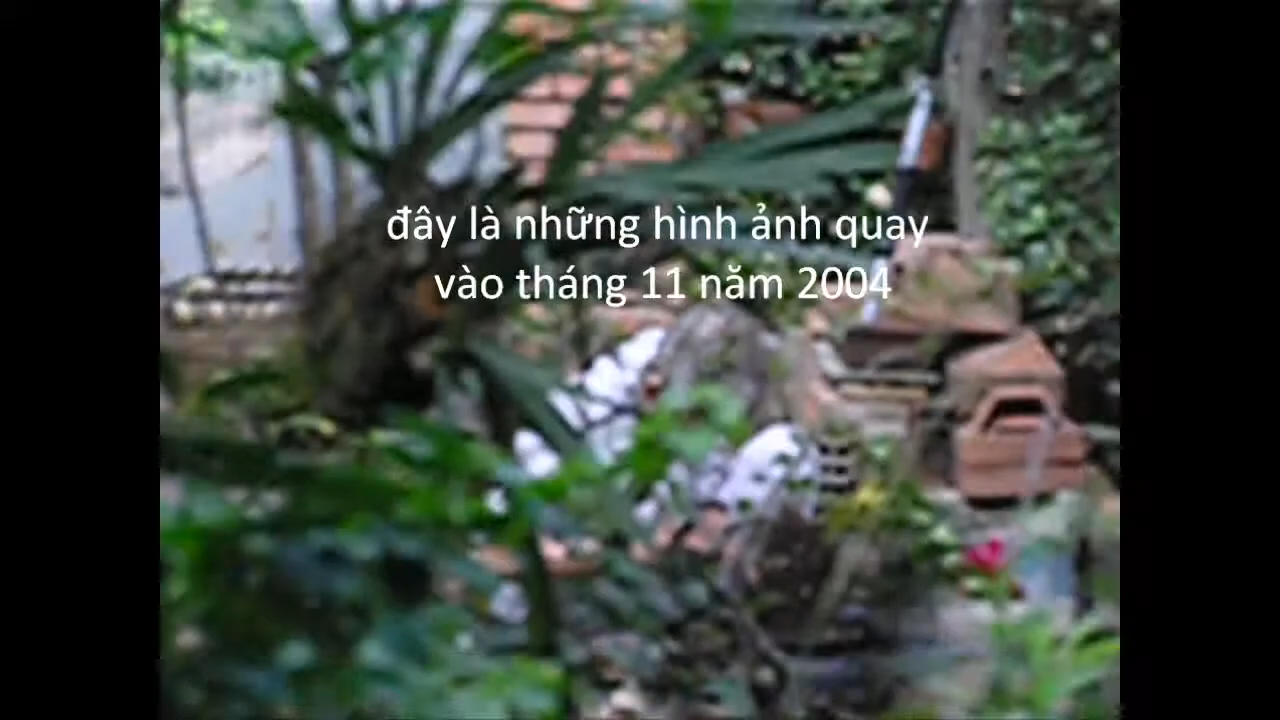 đây là những hình ảnh quay
vào tháng 11 năm 2004